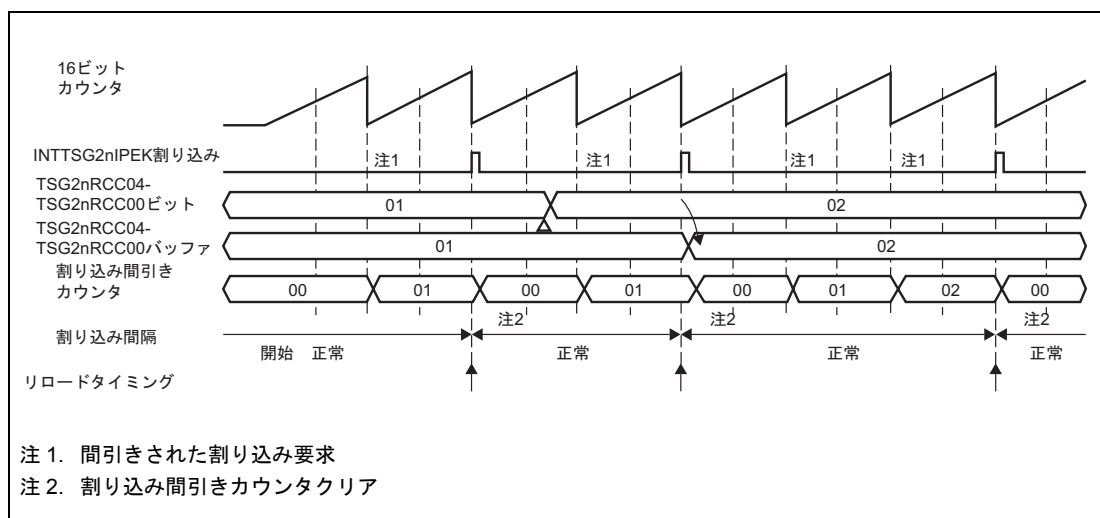 16ビット
カウンタ
INTTSG2nIPEK割り込み
注1 注1 注1 注1
TSG2nRCC04-
TSG2nRCC00ビット
01 02
TSG2nRCC04-
TSG2nRCC00バッファ
01 02
割り込み間引き
カウンタ
00 01 00 01 00 01 02 00
注2 注2 注2
割り込み間隔
開始 正常 正常 正常 正常
リロードタイミング
注 1. 間引きされた割り込み要求
注 2. 割り込み間引きカウンタクリア